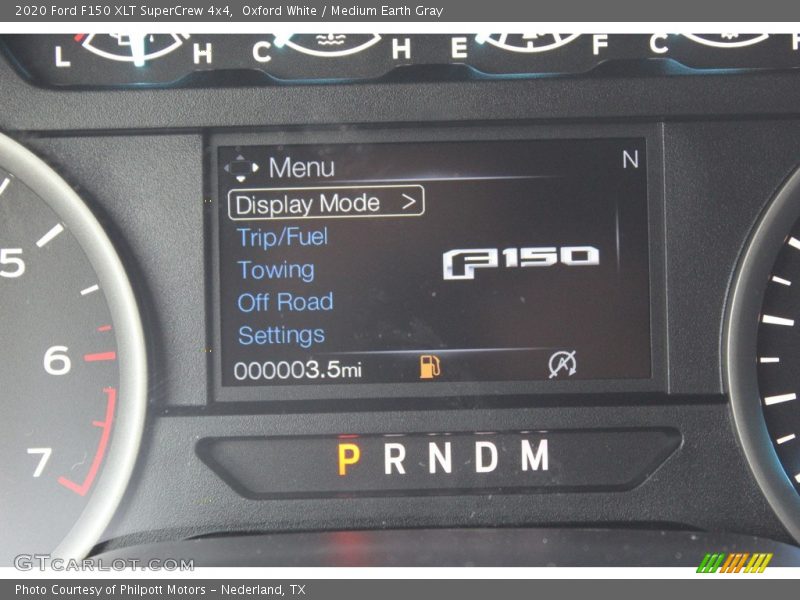 2020 Ford F150 XLT SuperCrew 4x4, Oxford White / Medium Earth Gray
L H C H E F C
Menu N
Display Mode >
Trip/Fuel
Towing
Off Road
Settings
F150
000003.5mi
5
6
7
P R N D M
GTCARLOT.COM
Photo Courtesy of Philpott Motors – Nederland, TX